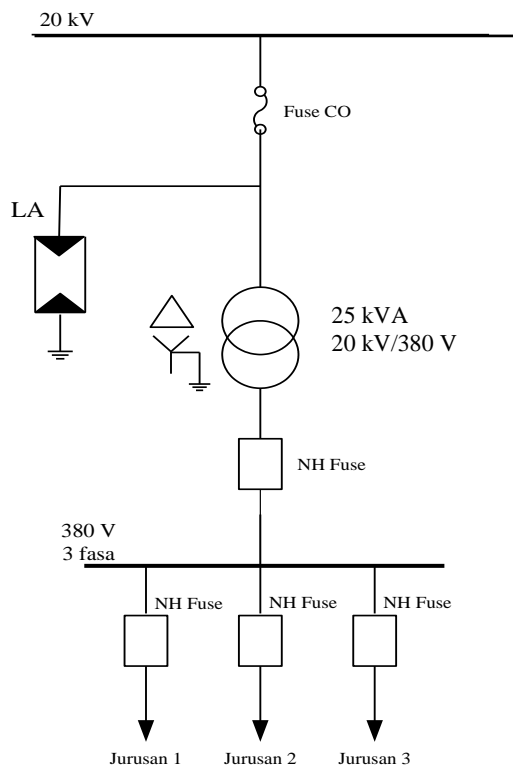 20 kV
Fuse CO
LA
25 kVA
20 kV/380 V
NH Fuse
380 V
3 fasa
NH Fuse
NH Fuse
NH Fuse
Jurusan 1
Jurusan 2
Jurusan 3